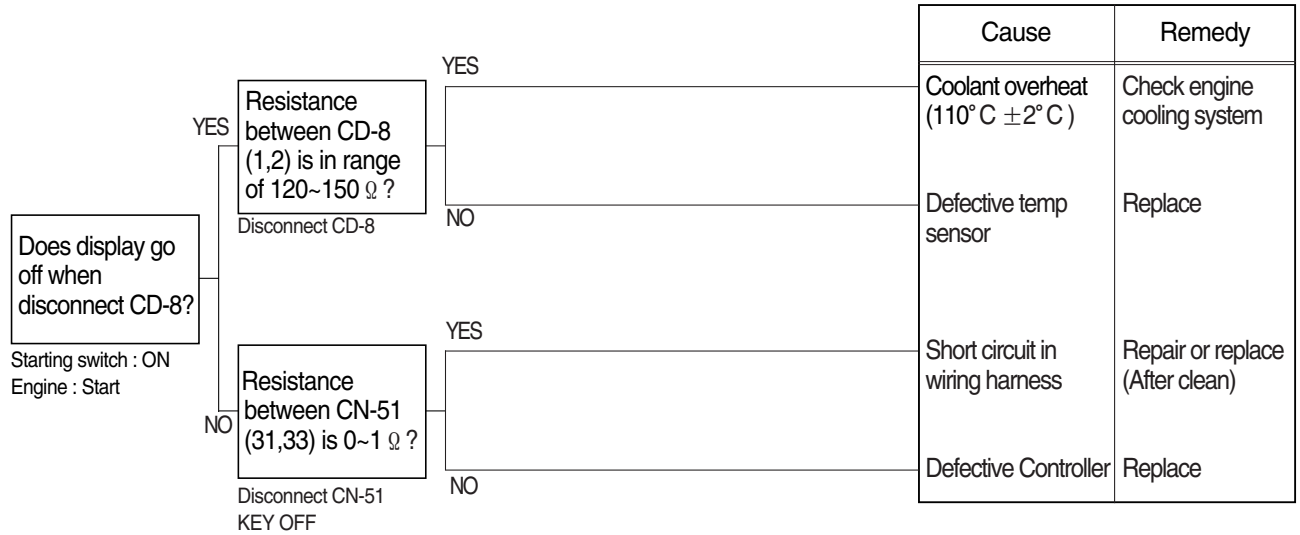 Does display go
off when
disconnect CD-8?
Starting switch : ON
Engine : Start
YES
Resistance
between CD-8
(1,2) is in range
of 120~150 Ω ?
Disconnect CD-8
NO
Resistance
between CN-51
(31,33) is 0~1 Ω ?
Disconnect CN-51
KEY OFF
YES
NO
YES
NO
Cause Remedy
Coolant overheat Check engine
(110°C ±2°C) cooling system
Defective temp Replace
sensor
Short circuit in Repair or replace
wiring harness (After clean)
Defective Controller Replace